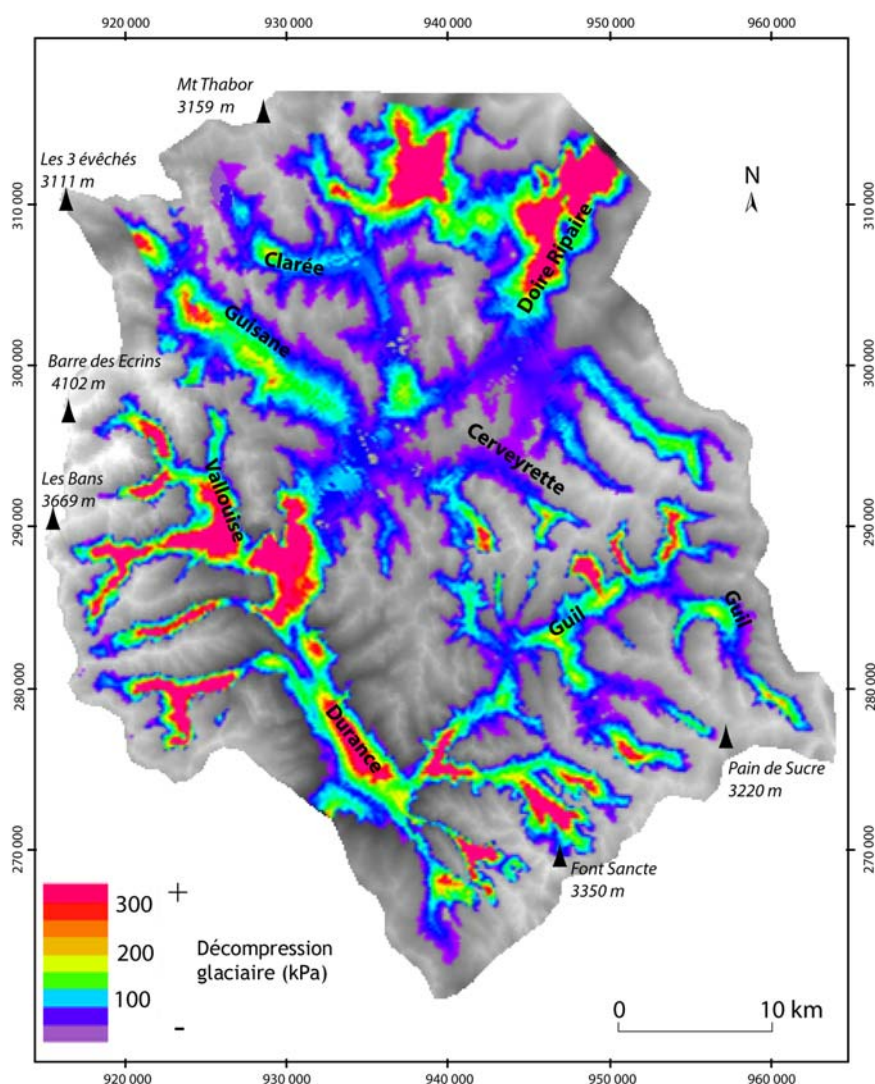 920 000
930 000
940 000
950 000
960 000
Mt Thabor
3159 m
Les 3 évêchés
3111 m
N
310 000
310 000
Clarée
Doire Ripaire
Guisane
300 000
300 000
Barre des Ecrins
4102 m
Cerveyrette
Les Bans
3669 m
Vallouise
290 000
290 000
Guil
Guil
280 000
280 000
Durance
Pain de Sucre
3220 m
270 000
270 000
Font Sancte
3350 m
300
+
200
Décompression
glaciaire (kPa)
100
-
0
10 km
920 000
930 000
940 000
950 000
960 000